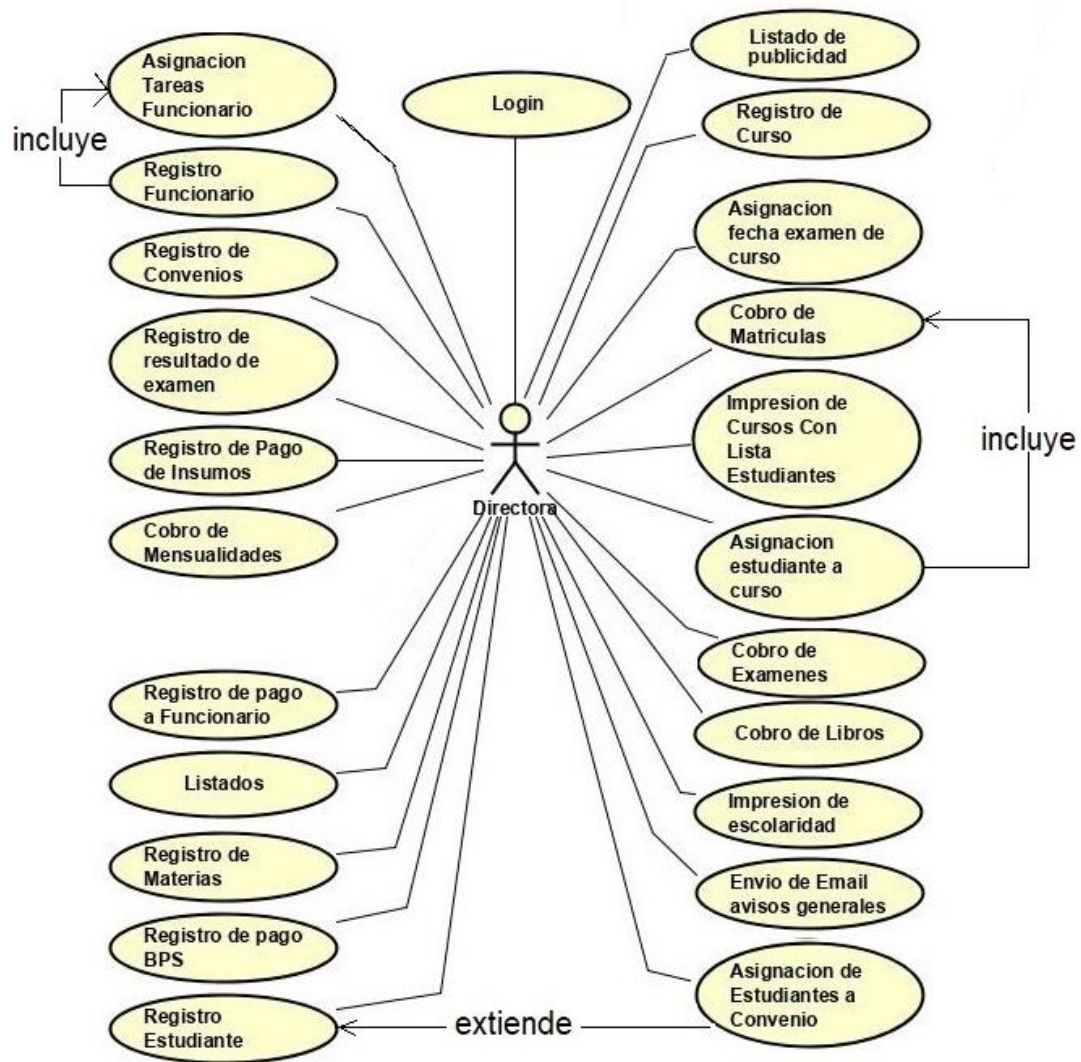 Asignacion
Tareas
Funcionario
incluye
Registro
Funcionario
Registro de
Convenios
Registro de
resultado de
examen
Registro de Pago
de Insumos
Cobro de
Mensualidades
Registro de pago
a Funcionario
Listados
Registro de
Materias
Registro de pago
BPS
Registro
Estudiante
Login
Directora
extiende
Listado de
publicidad
Registro de
Curso
Asignacion
fecha examen de
curso
Cobro de
Matriculas
Impresion de
Cursos Con
Lista
Estudiantes
incluye
Asignacion
estudiante a
curso
Cobro de
Examenes
Cobro de Libros
Impresion de
escolaridad
Envio de Email
avisos generales
Asignacion de
Estudiantes a
Convenio